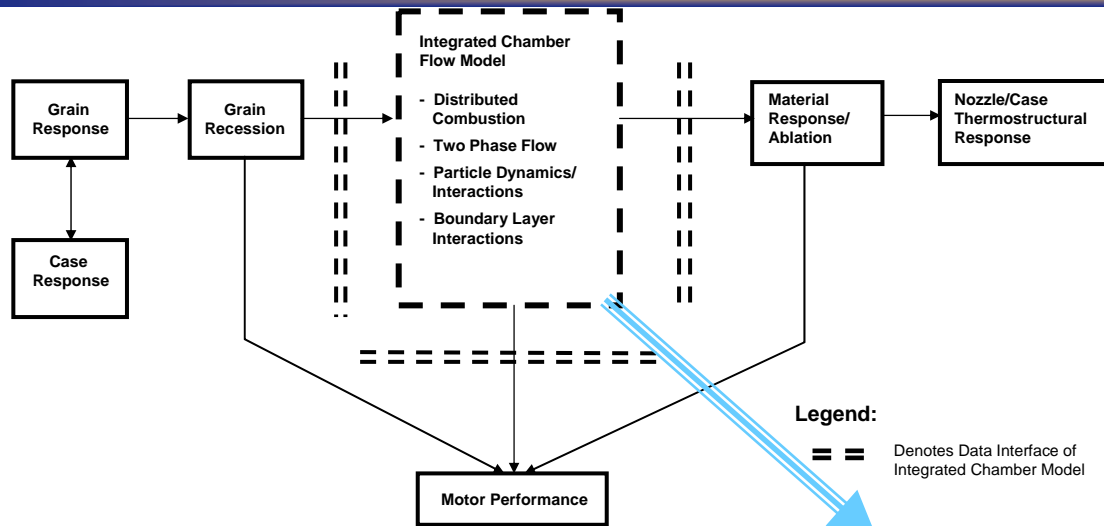 Integrated Chamber
Flow Model
- Distributed
Combustion
- Two Phase Flow
- Particle Dynamics/
Interactions
- Boundary Layer
Interactions
Grain
Response
Grain
Recession
Material
Response/
Ablation
Nozzle/Case
Thermostructural
Response
Case
Response
Legend:
Denotes Data Interface of
Integrated Chamber Model
Motor Performance